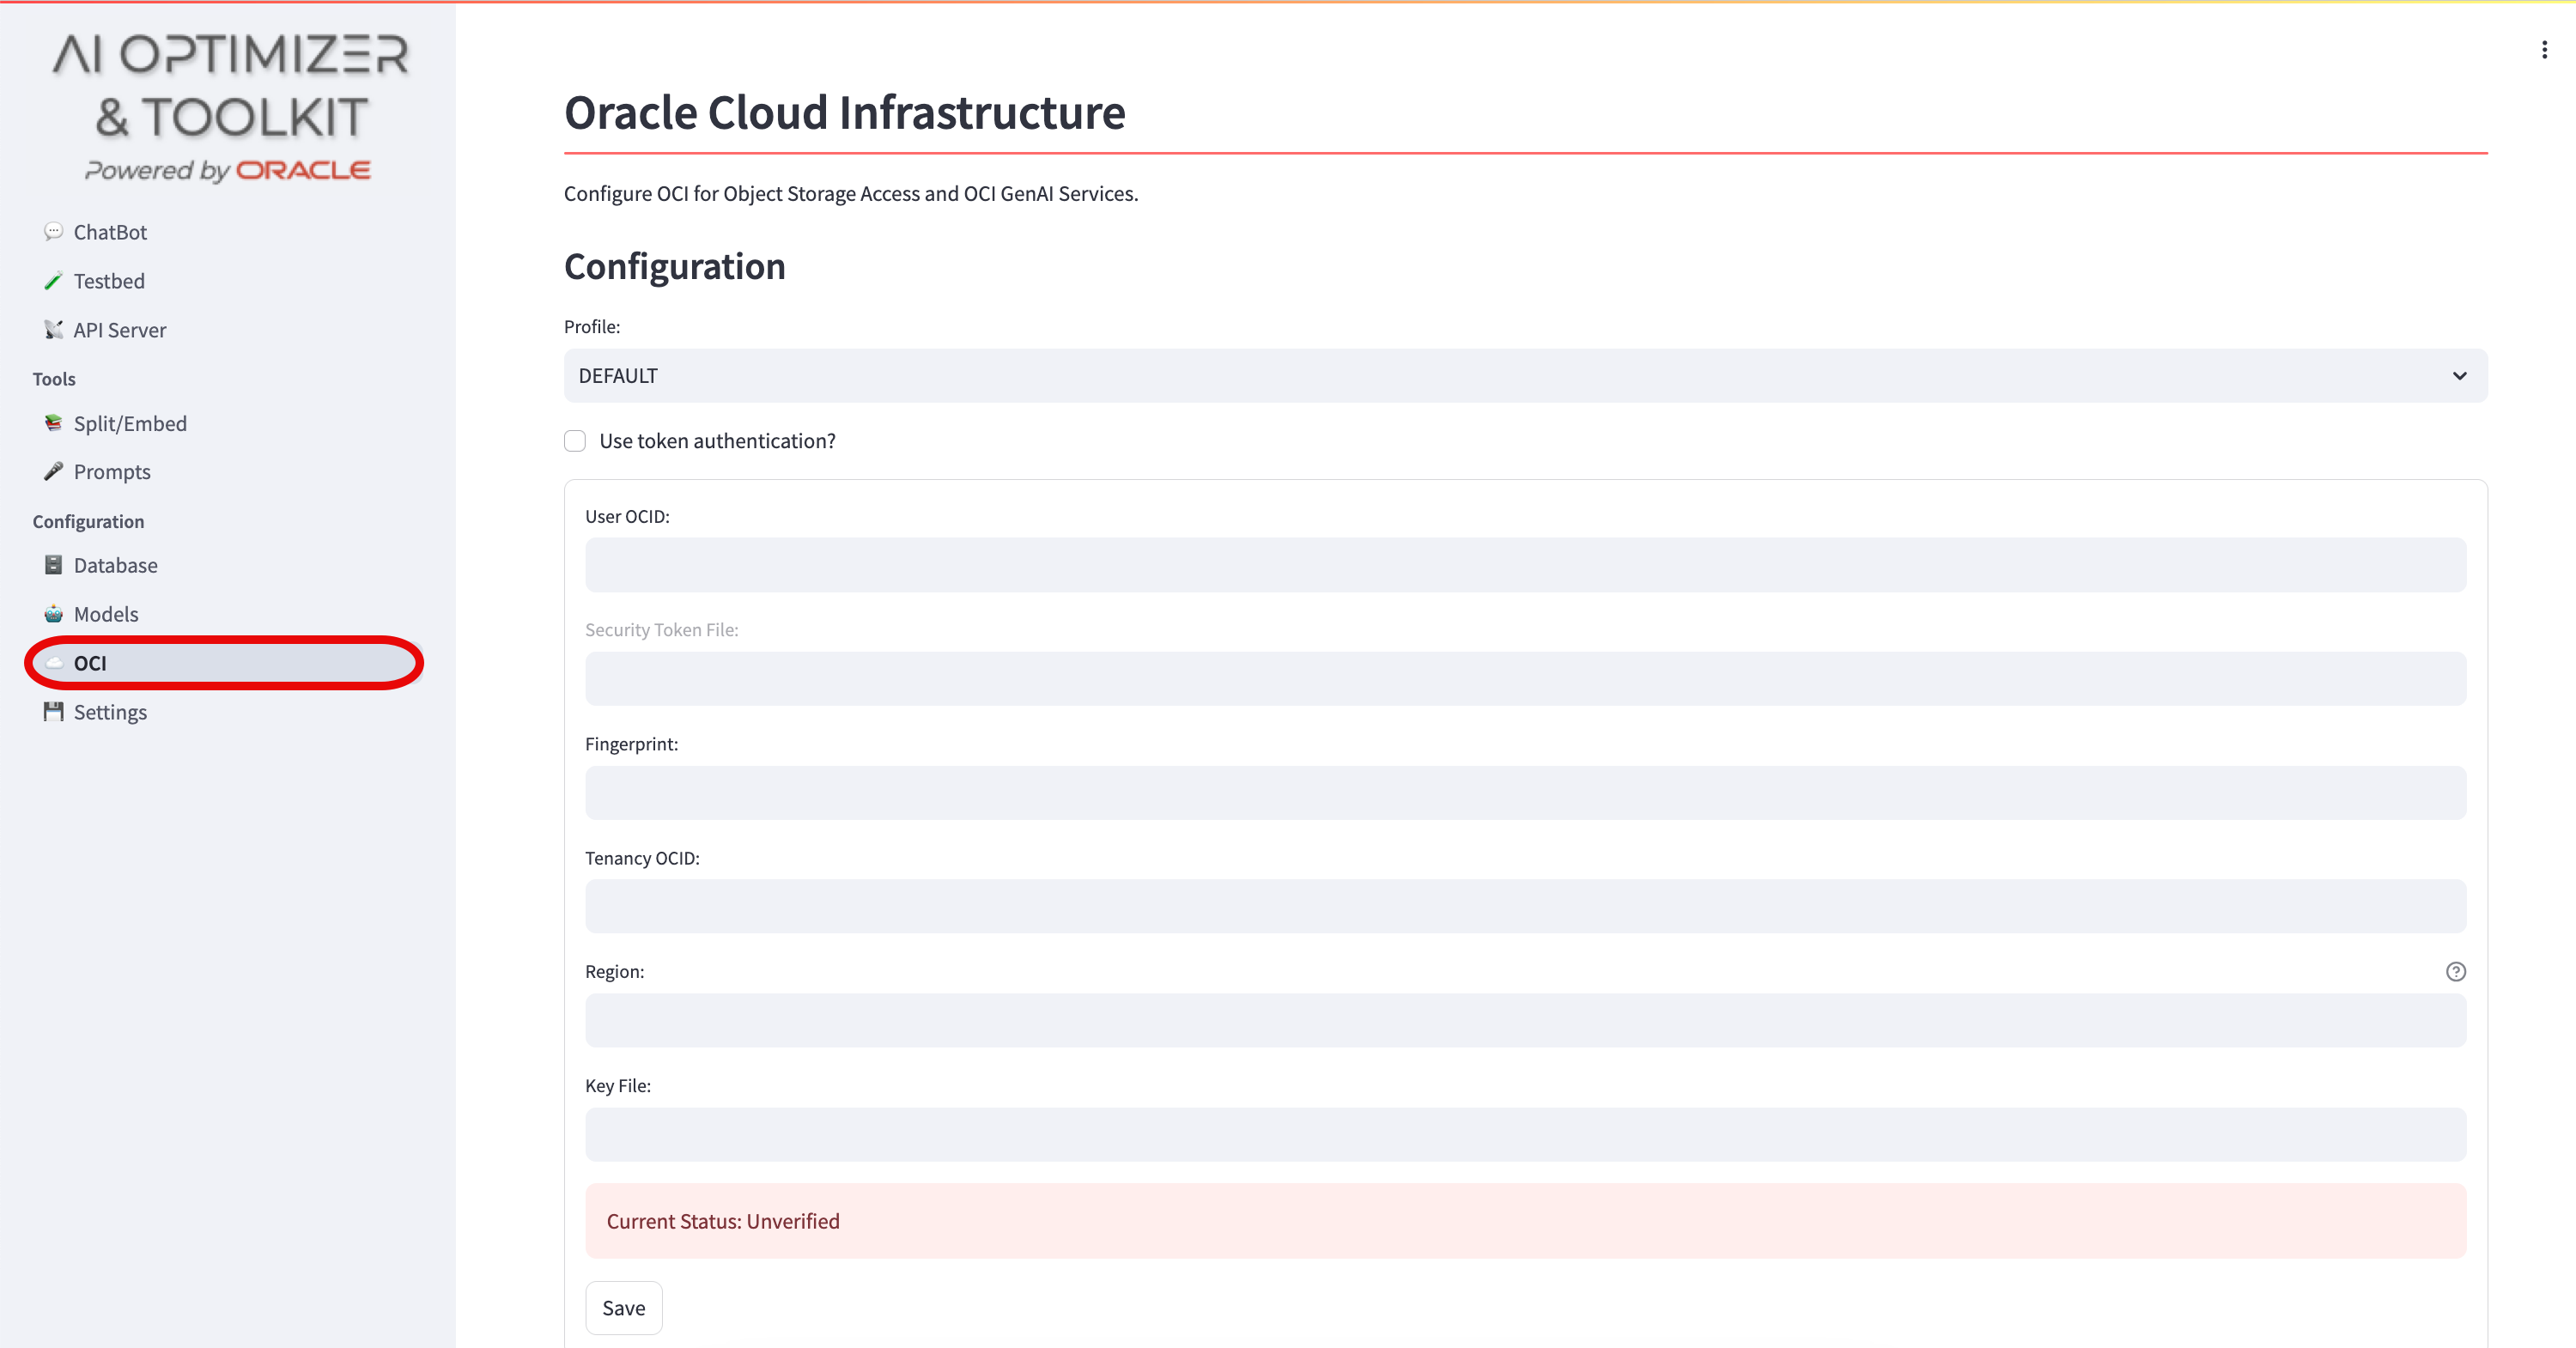 AI OPTIMIZER
& TOOLKIT
Powered by ORACLE
ChatBot
Testbed
API Server
Tools
Split/Embed
Prompts
Configuration
Database
Models
OCI
Settings
Oracle Cloud Infrastructure
Configure OCI for Object Storage Access and OCI GenAI Services.
Configuration
Profile:
DEFAULT
Use token authentication?
User OCID:
Security Token File:
Fingerprint:
Tenancy OCID:
Region:
Key File:
Current Status: Unverified
Save